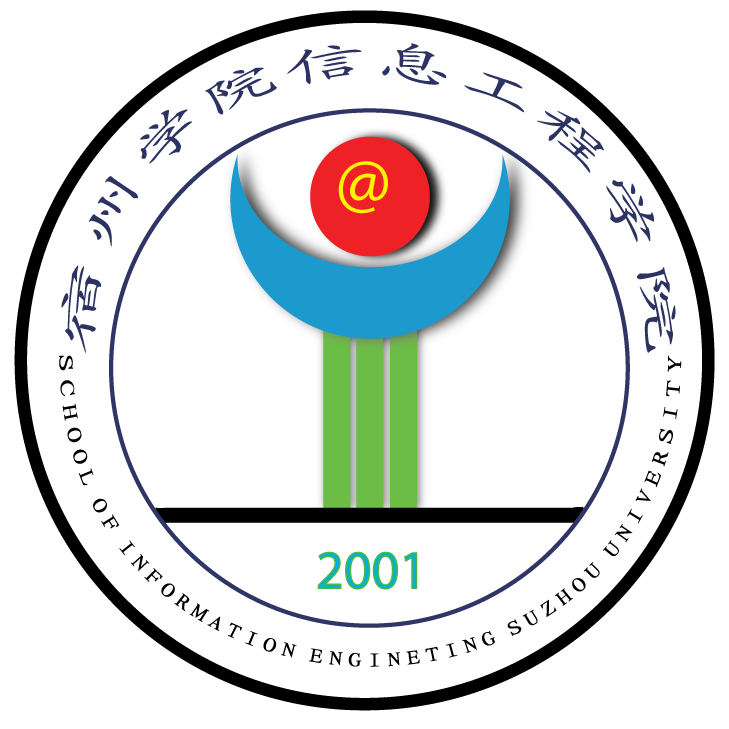 宿州学院信息工程学院
@
2001
SCHOOL OF INFORMATION ENGINETING SUZHOU UNIVERSITY